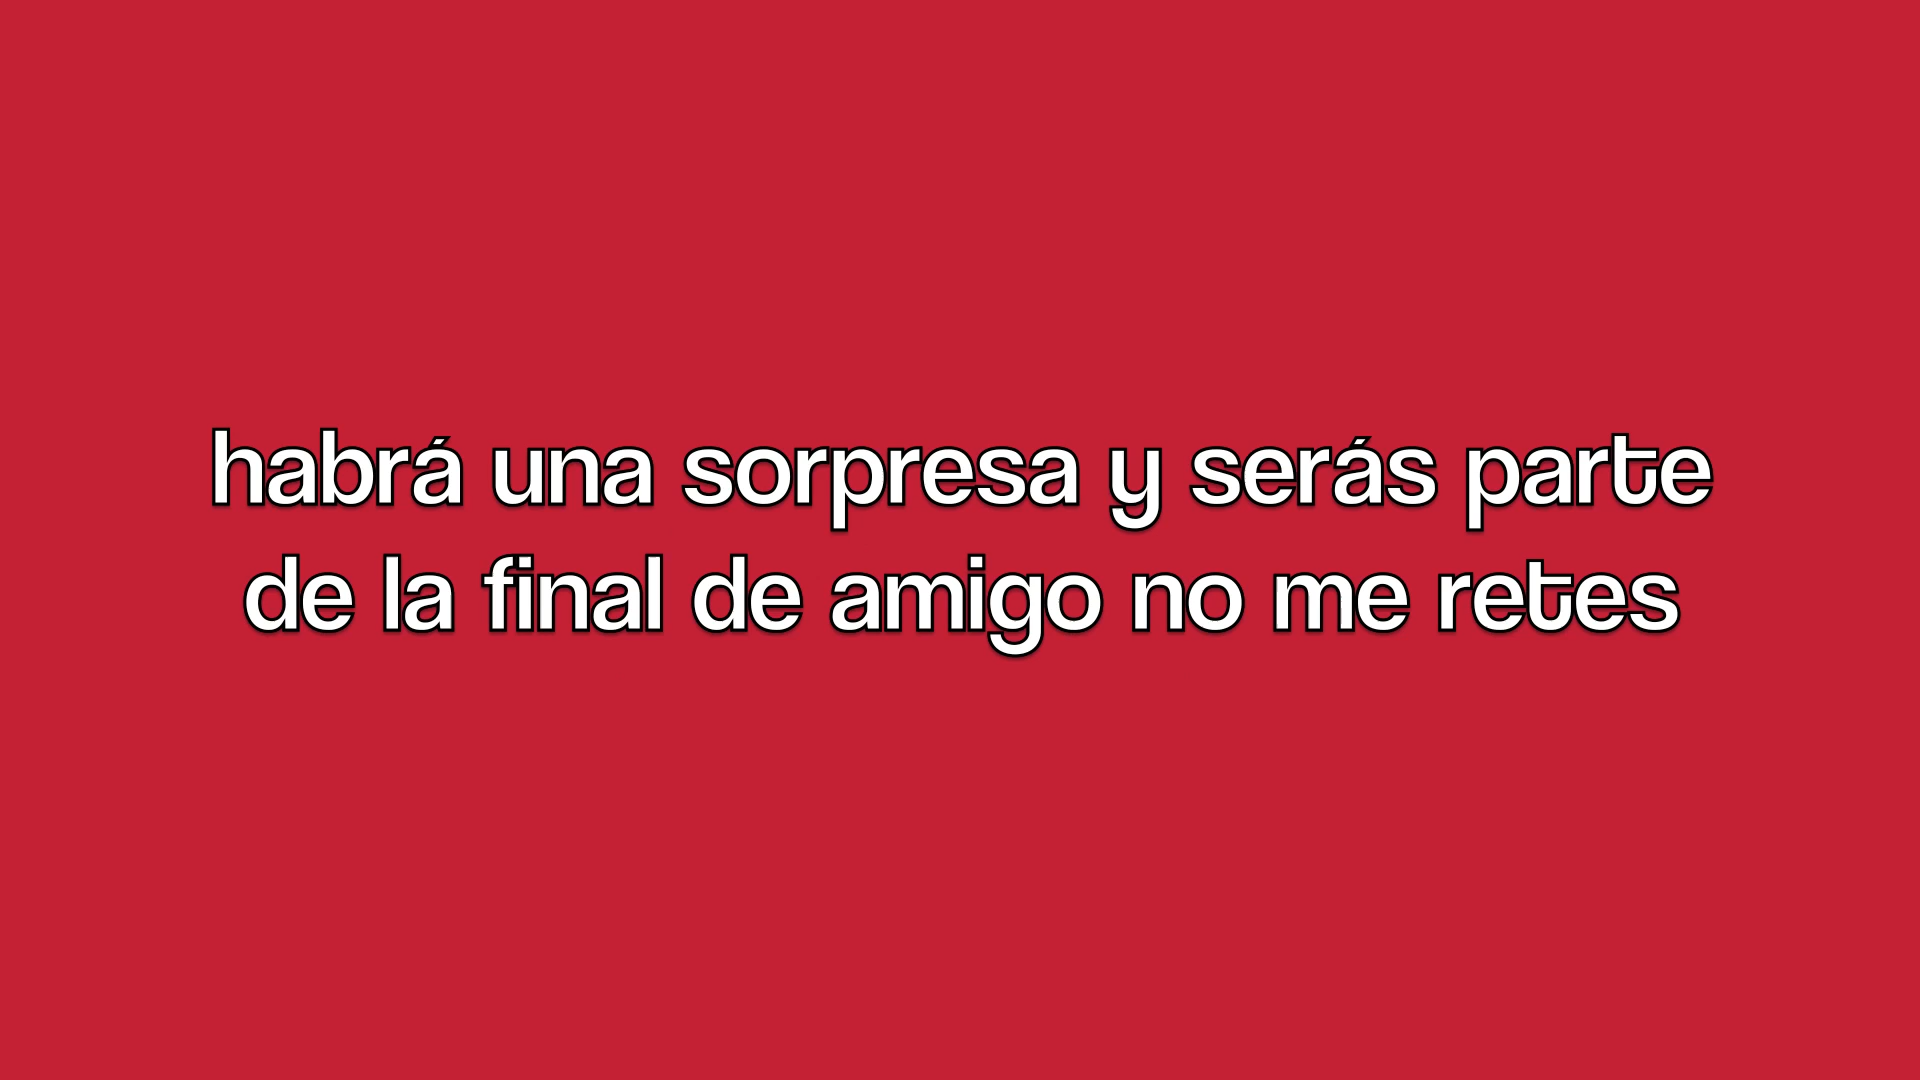 habrá una sorpresa y serás parte
de la final de amigo no me retes